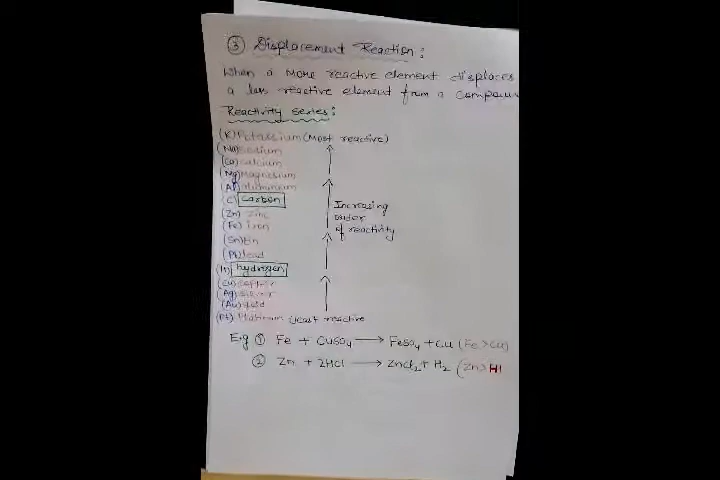 ③ Displacement Reaction:
When a more reactive element displaces
a less reactive element from a compoun
Reactivity series:
(K) Potassium (Most reactive)
(Na) Sodium
(Ca) Calcium
(Mg) Magnesium
(Al) Aluminium
(C) Carbon
(Zn) Zinc
(Fe) Iron
(Sn) tin
(Pb) lead
(H) hydrogen
(Cu) Copper
(Ag) Silver
(Au) Gold
(Pt) Platinum (Least reactive
Increasing
order
of reactivity
E.g ① Fe + CuSO4 → FeSO4 + Cu (Fe > Cu)
② Zn + 2HCl → ZnCl2 + H2 (Zn > H